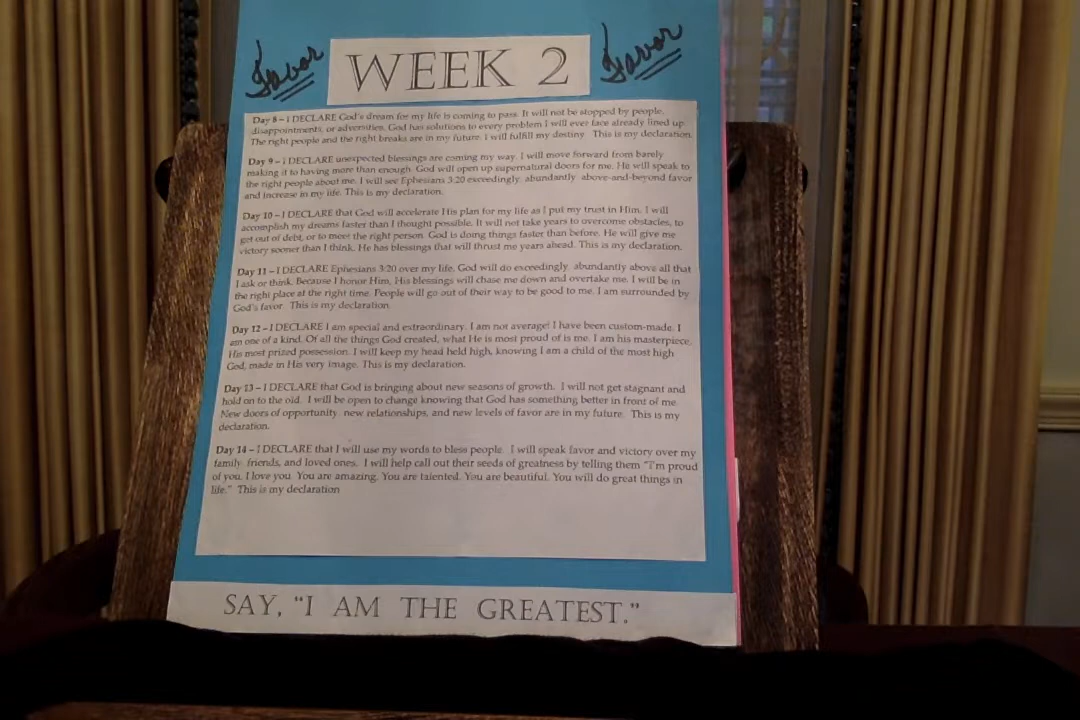 Favor
WEEK 2
Favor
Day 8 – I DECLARE God's dream for my life is coming to pass. It will not be stopped by people,
disappointments, or adversities. God has solutions to every problem I will ever face already lined up.
The right people and the right breaks are in my future. I will fulfill my destiny. This is my declaration.
Day 9 – I DECLARE unexpected blessings are coming my way. I will move forward from barely
making it to having more than enough. God will open up supernatural doors for me. He will speak to
the right people about me. I will see Ephesians 3:20 exceedingly, abundantly above-and-beyond favor
and increase in my life. This is my declaration.
Day 10 – I DECLARE that God will accelerate His plan for my life as I put my trust in Him. I will
accomplish my dreams faster than I thought possible. It will not take years to overcome obstacles, to
get out of debt, or to meet the right person. God is doing things faster than before. He will give me
victory sooner than I think. He has blessings that will thrust me years ahead. This is my declaration.
Day 11 – I DECLARE Ephesians 3:20 over my life. God will do exceedingly, abundantly above all that
I ask or think. Because I honor Him, His blessings will chase me down and overtake me. I will be in
the right place at the right time. People will go out of their way to be good to me. I am surrounded by
God's favor. This is my declaration.
Day 12 – I DECLARE I am special and extraordinary. I am not average! I have been custom-made. I
am one of a kind. Of all the things God created, what He is most proud of is me. I am his masterpiece,
His most prized possession. I will keep my head held high, knowing I am a child of the most high
God, made in His very image. This is my declaration.
Day 13 – I DECLARE that God is bringing about new seasons of growth. I will not get stagnant and
hold on to the old. I will be open to change knowing that God has something better in front of me.
New doors of opportunity, new relationships, and new levels of favor are in my future. This is my
declaration.
Day 14 – I DECLARE that I will use my words to bless people. I will speak favor and victory over my
family, friends, and loved ones. I will help call out their seeds of greatness by telling them "I'm proud
of you. I love you. You are amazing. You are talented. You are beautiful. You will do great things in
life." This is my declaration
SAY, "I AM THE GREATEST."